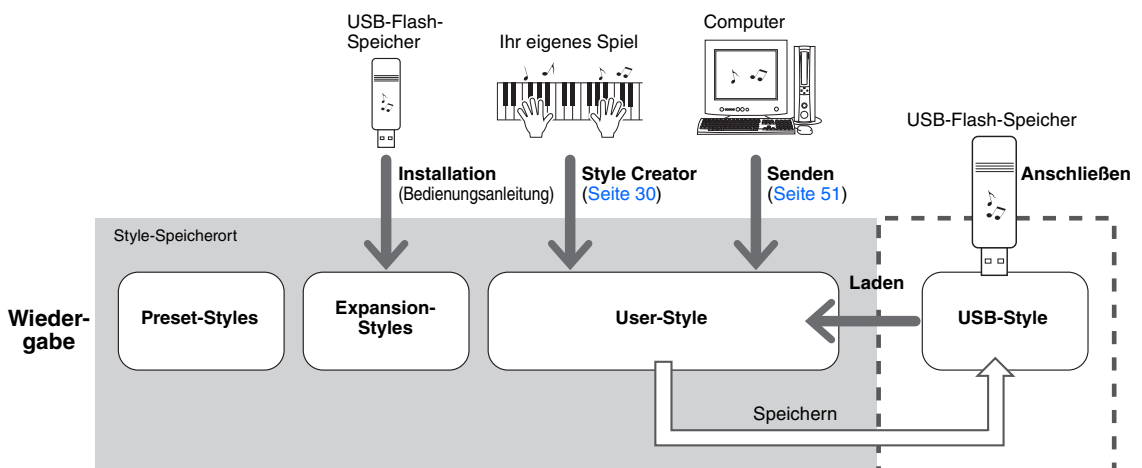 USB-Flash-
Speicher
Ihr eigenes Spiel
Computer
USB-Flash-Speicher
Installation
(Bedienungsanleitung)
Style Creator
(Seite 30)
Senden
(Seite 51)
Anschließen
Style-Speicherort
Laden
Wieder-
gabe
Preset-Styles
Expansion-
Styles
User-Style
USB-Style
Speichern